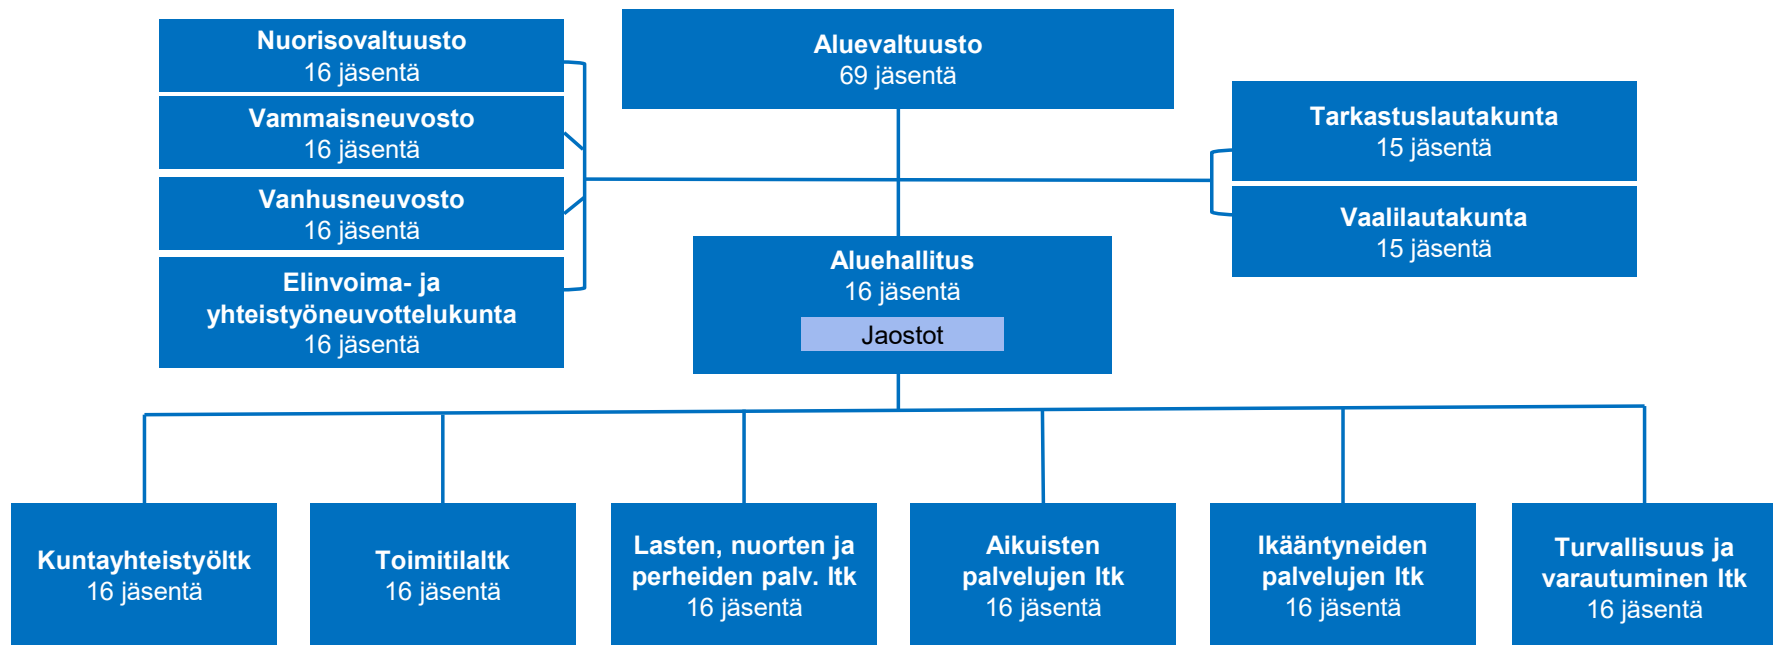 Nuorisovaltuusto
16 jäsentä
Vammaisneuvosto
16 jäsentä
Vanhusneuvosto
16 jäsentä
Elinvoima- ja
yhteistyöneuvottelukunta
16 jäsentä
Aluevaltuusto
69 jäsentä
Tarkastuslautakunta
15 jäsentä
Vaalilautakunta
15 jäsentä
Aluehallitus
16 jäsentä
Jaostot
Kuntayhteistyöltk
16 jäsentä
Toimitilaltk
16 jäsentä
Lasten, nuorten ja
perheiden palv. ltk
16 jäsentä
Aikuisten
palvelujen ltk
16 jäsentä
Ikääntyneiden
palvelujen ltk
16 jäsentä
Turvallisuus ja
varautuminen ltk
16 jäsentä